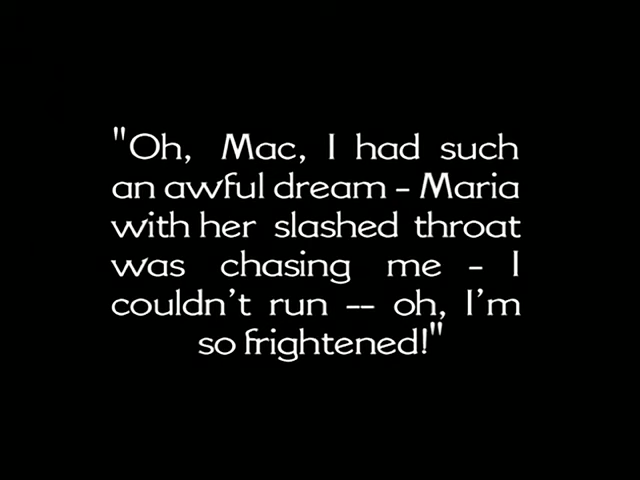 "Oh, Mac, I had such
an awful dream - Maria
with her slashed throat
was chasing me - I
couldn't run -- oh, I'm
so frightened!"